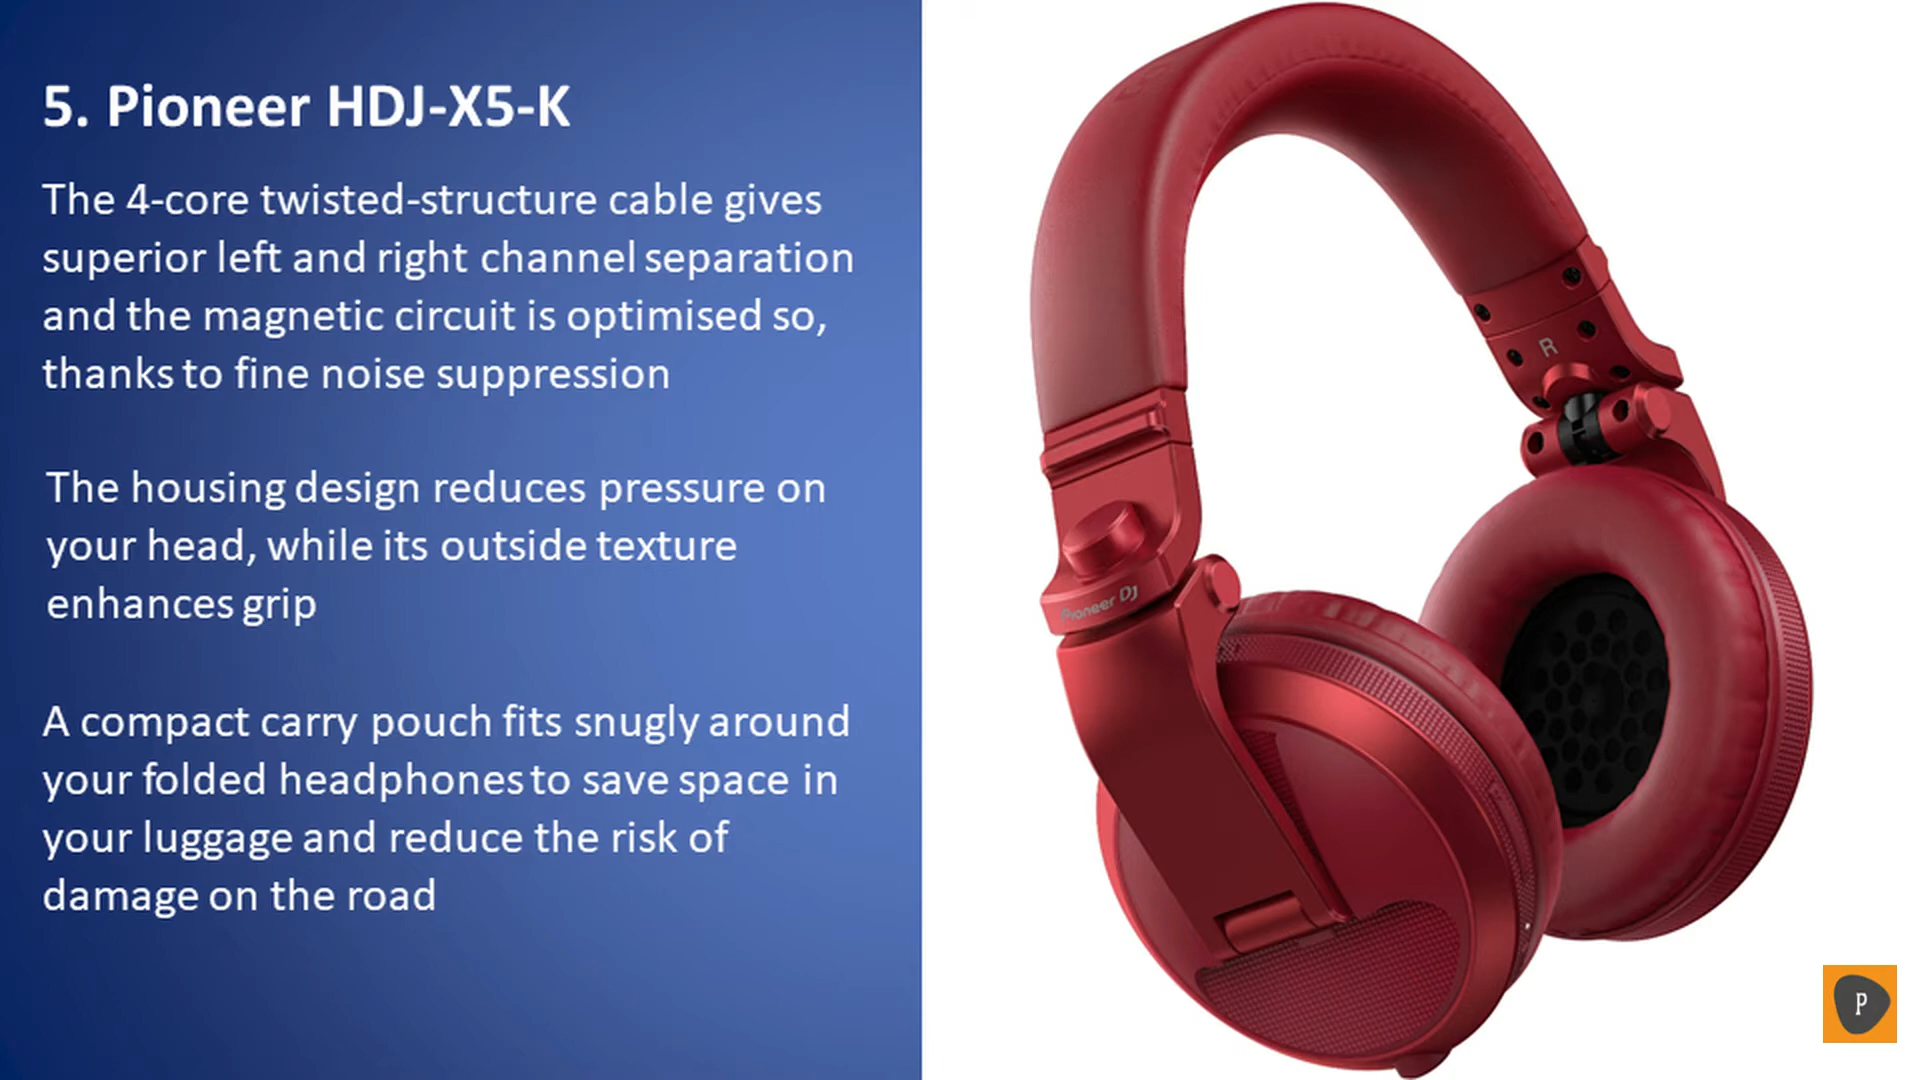 5. Pioneer HDJ-X5-K
The 4-core twisted-structure cable gives
superior left and right channel separation
and the magnetic circuit is optimised so,
thanks to fine noise suppression
The housing design reduces pressure on
your head, while its outside texture
enhances grip
A compact carry pouch fits snugly around
your folded headphones to save space in
your luggage and reduce the risk of
damage on the road
R
Pioneer DJ
P